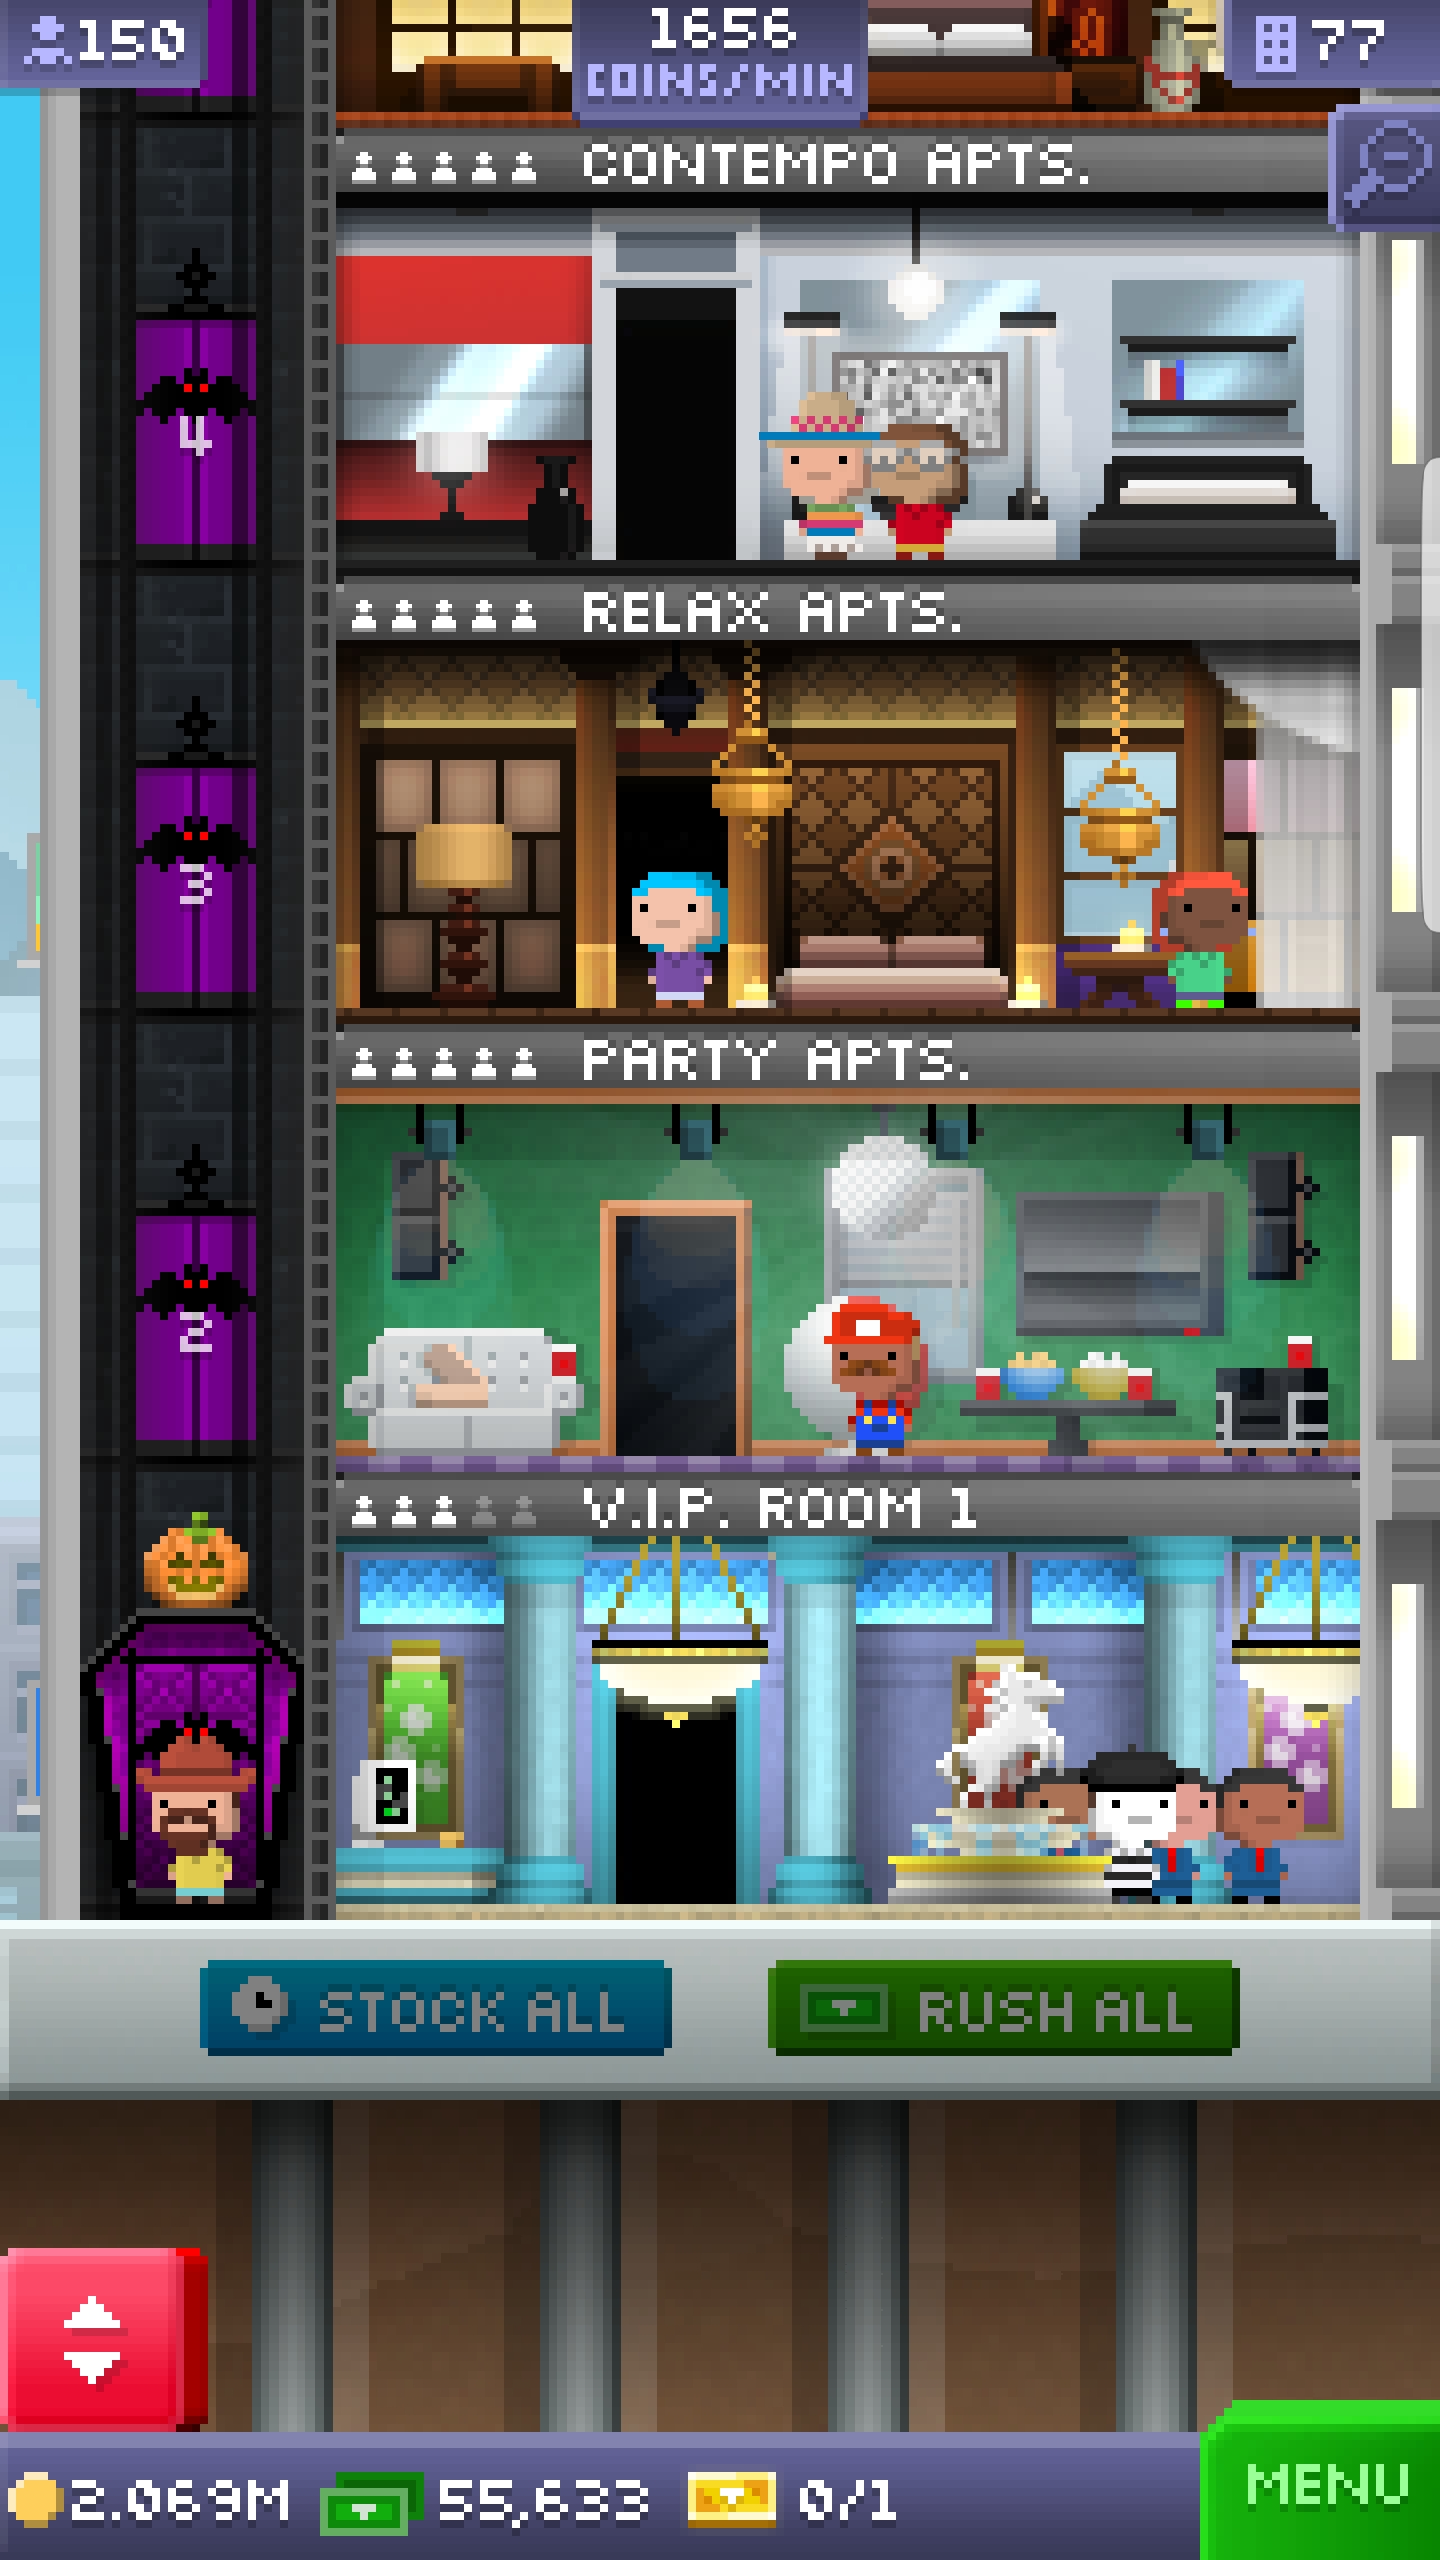 150
1656
COINS/MIN
77
CONTEMPO APTS.
4
RELAX APTS.
3
PARTY APTS.
2
V.I.P. ROOM 1
STOCK ALL
RUSH ALL
2.069M
55,633
0/1
MENU